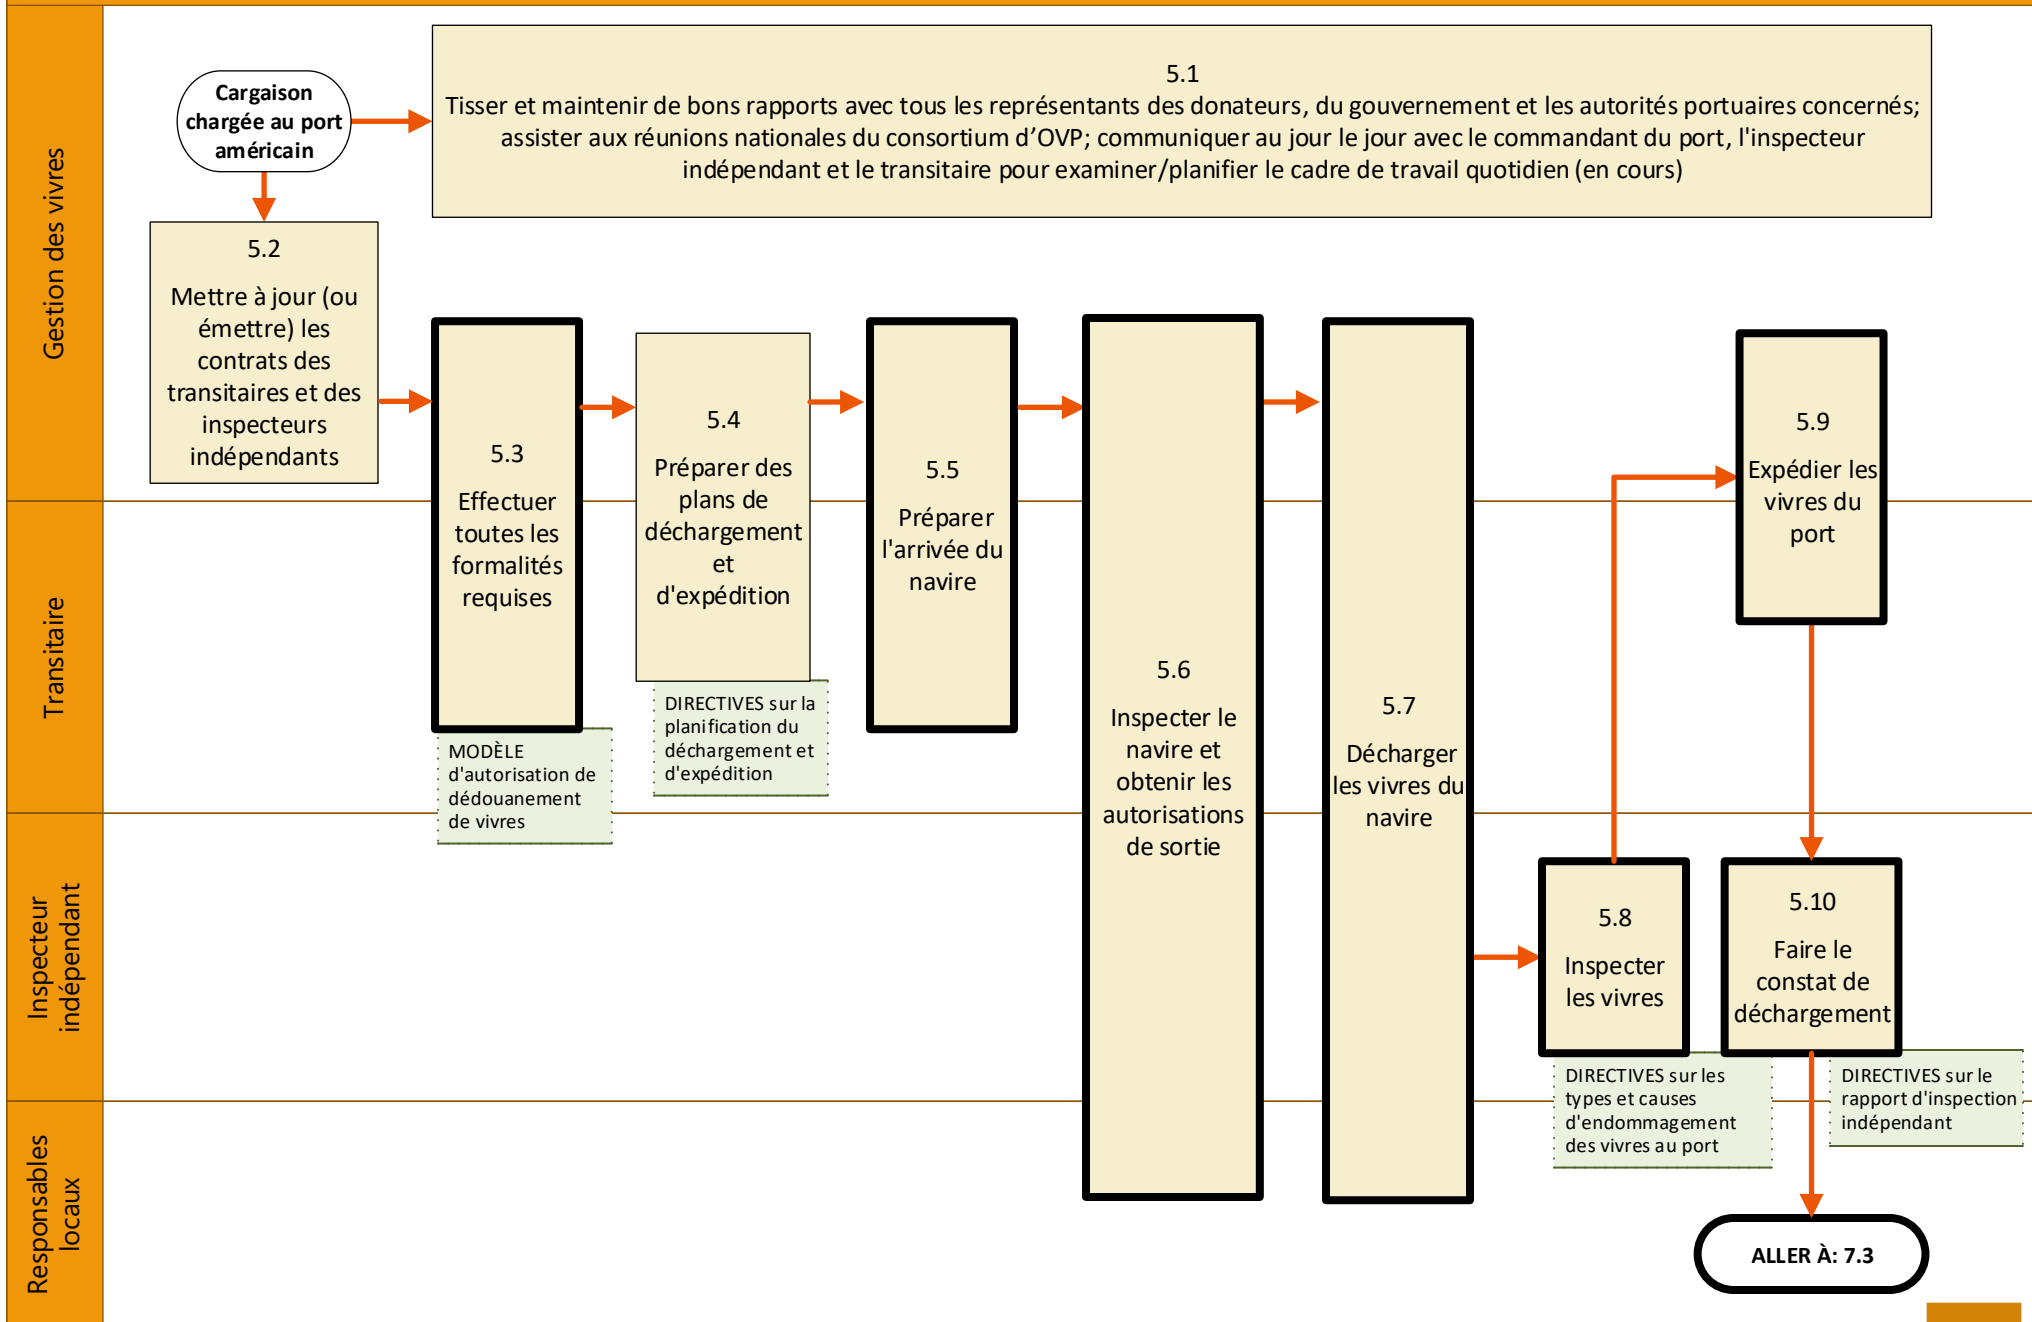 Gestion des vivres
Cargaison
chargée au port
américain
5.1
Tisser et maintenir de bons rapports avec tous les représentants des donateurs, du gouvernement et les autorités portuaires concernés;
assister aux réunions nationales du consortium d’OVP; communiquer au jour le jour avec le commandant du port, l'inspecteur
indépendant et le transitaire pour examiner/planifier le cadre de travail quotidien (en cours)
5.2
Mettre à jour (ou
émettre) les
contrats des
transitaires et des
inspecteurs
indépendants
5.3
Effectuer
toutes les
formalités
requises
MODÈLE
d'autorisation de
dédouanement
de vivres
5.4
Préparer des
plans de
déchargement
et
d'expédition
DIRECTIVES sur la
planification du
déchargement et
d'expédition
5.5
Préparer
l'arrivée du
navire
5.6
Inspecter le
navire et
obtenir les
autorisations
de sortie
5.7
Décharger
les vivres du
navire
5.8
Inspecter
les vivres
DIRECTIVES sur les
types et causes
d'endommagement
des vivres au port
5.9
Expédier les
vivres du
port
5.10
Faire le
constat de
déchargement
DIRECTIVES sur le
rapport d'inspection
indépendant
ALLER À: 7.3
Transitaire
Inspecteur
indépendant
Responsables
locaux